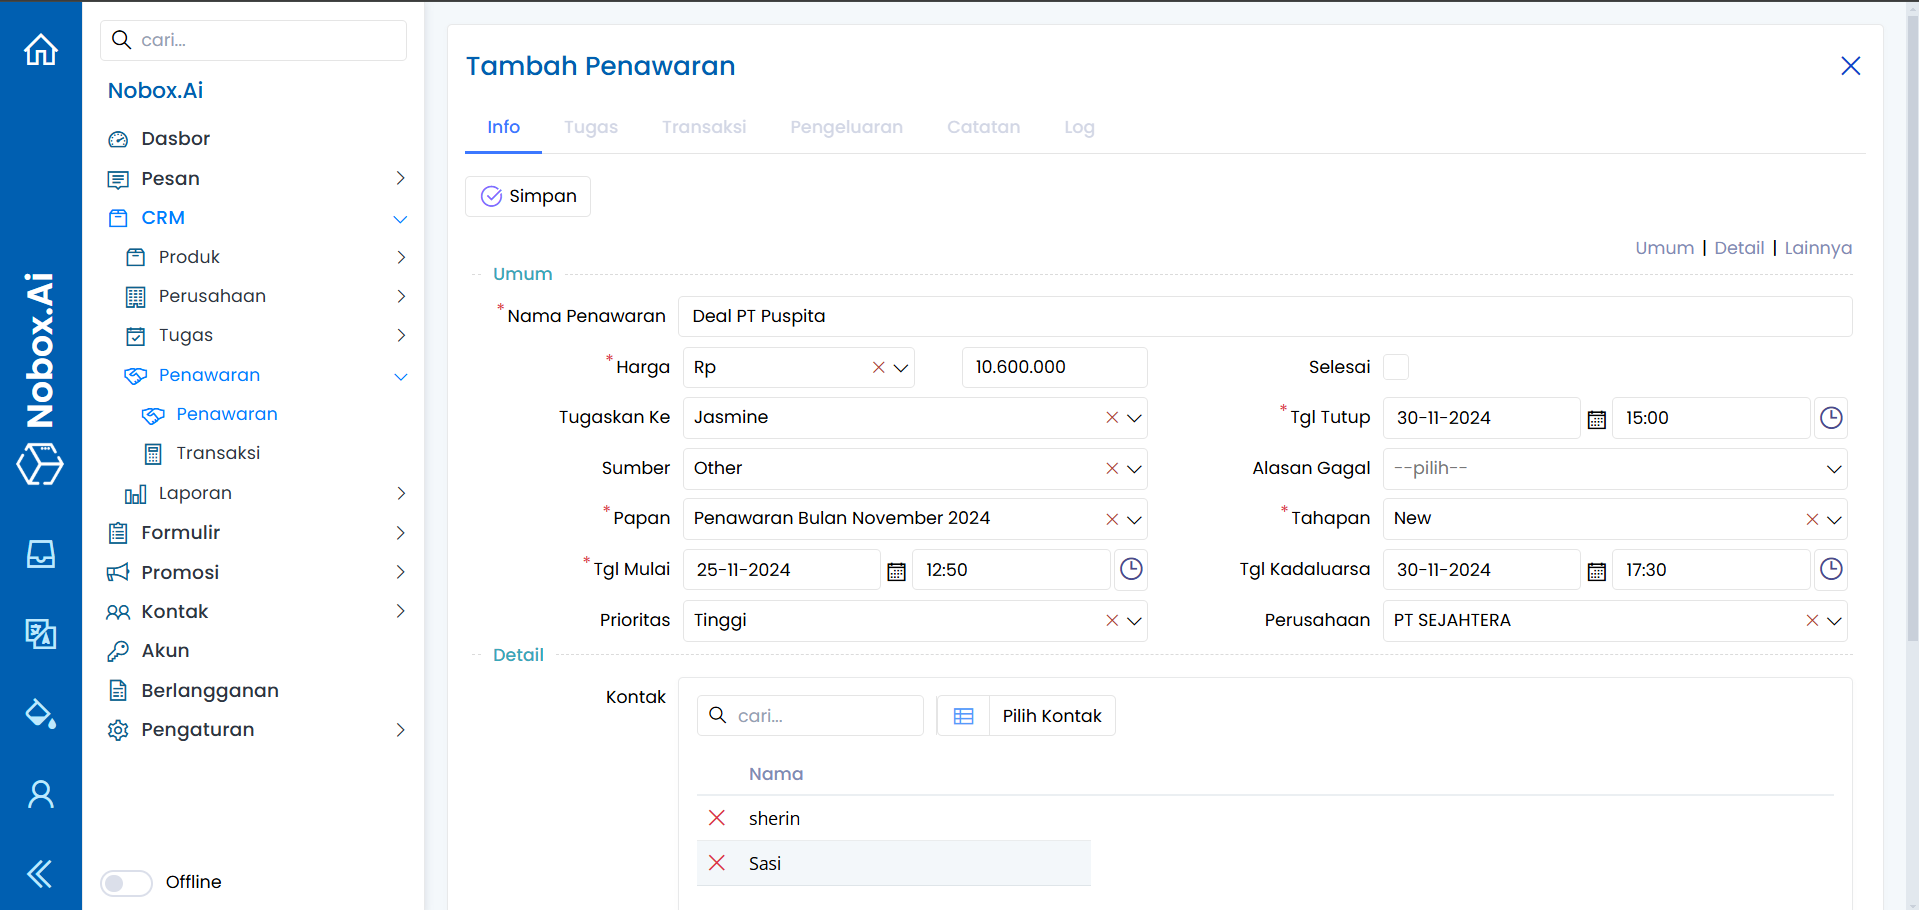 cari...
Nobox.Ai
Dasbor
Pesan
CRM
Produk
Perusahaan
Tugas
Penawaran
Penawaran
Transaksi
Laporan
Formulir
Promosi
Kontak
Akun
Berlangganan
Pengaturan
Offline
Nobox.Ai
Tambah Penawaran
Info Tugas Transaksi Pengeluaran Catatan Log
Simpan
Umum | Detail | Lainnya
Umum
*Nama Penawaran Deal PT Puspita
*Harga Rp 10.600.000 Selesai
Tugaskan Ke Jasmine *Tgl Tutup 30-11-2024 15:00
Sumber Other Alasan Gagal --pilih--
*Papan Penawaran Bulan November 2024 *Tahapan New
*Tgl Mulai 25-11-2024 12:50 Tgl Kadaluarsa 30-11-2024 17:30
Prioritas Tinggi Perusahaan PT SEJAHTERA
Detail
Kontak cari... Pilih Kontak
Nama
sherin
Sasi